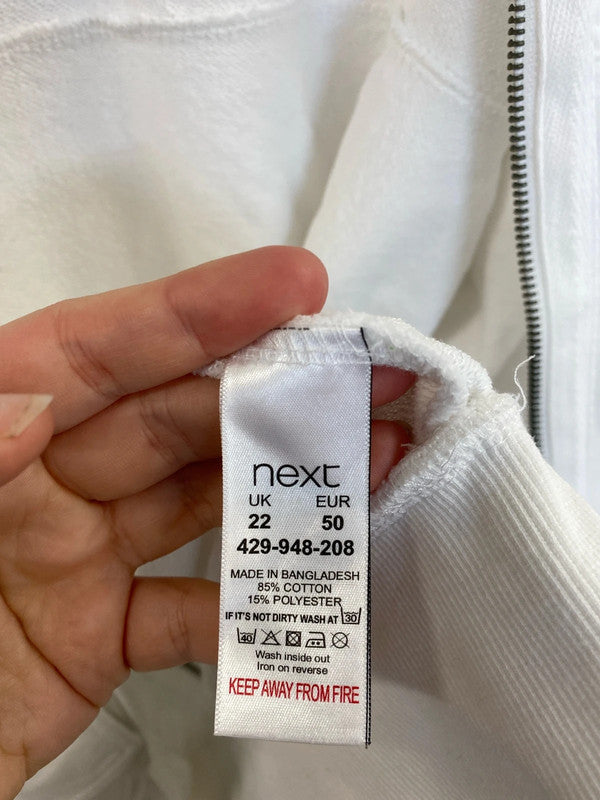 next
UK EUR
22 50
429-948-208
MADE IN BANGLADESH
85% COTTON
15% POLYESTER
IF IT'S NOT DIRTY WASH AT 30
40
Wash inside out
Iron on reverse
KEEP AWAY FROM FIRE